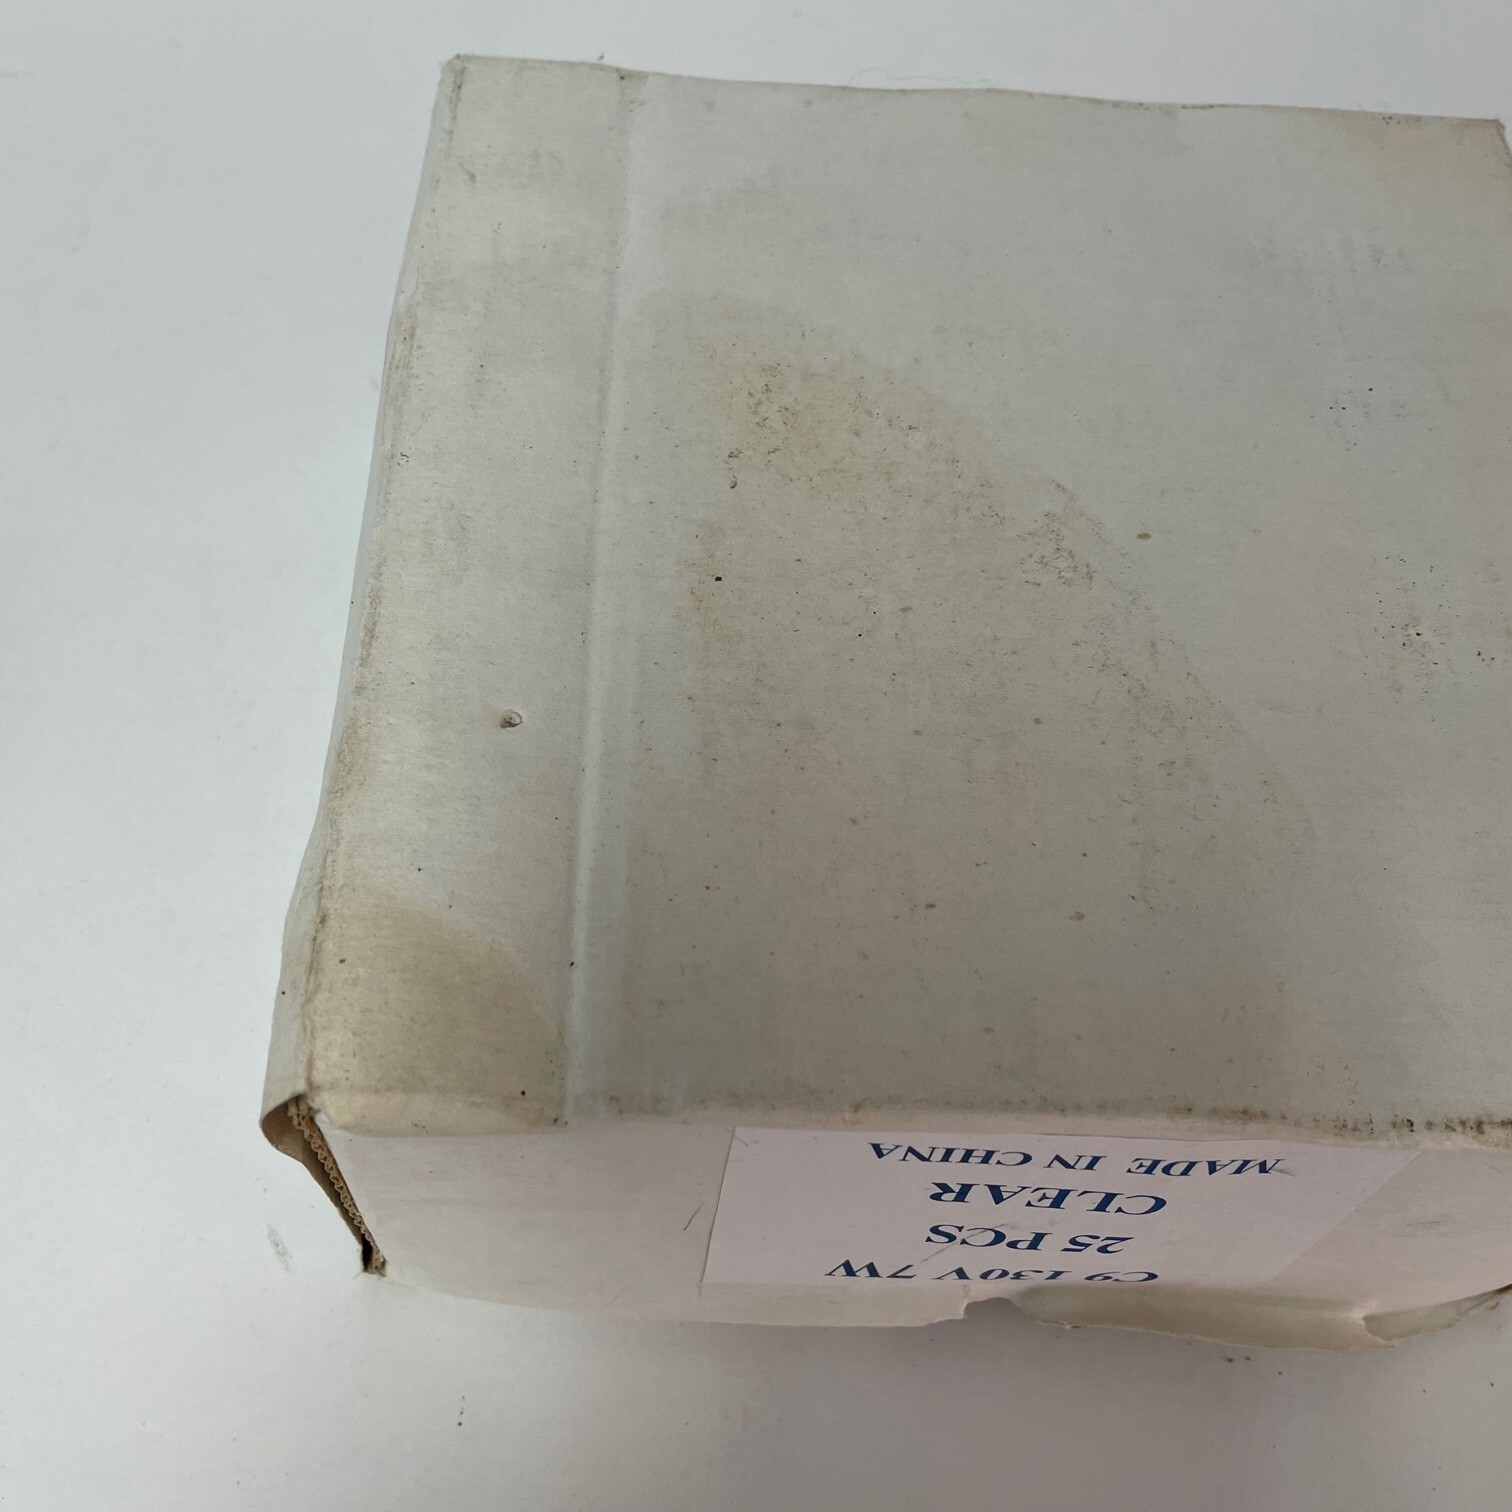 C9 130V 7W
25 PCS
CLEAR
MADE IN CHINA